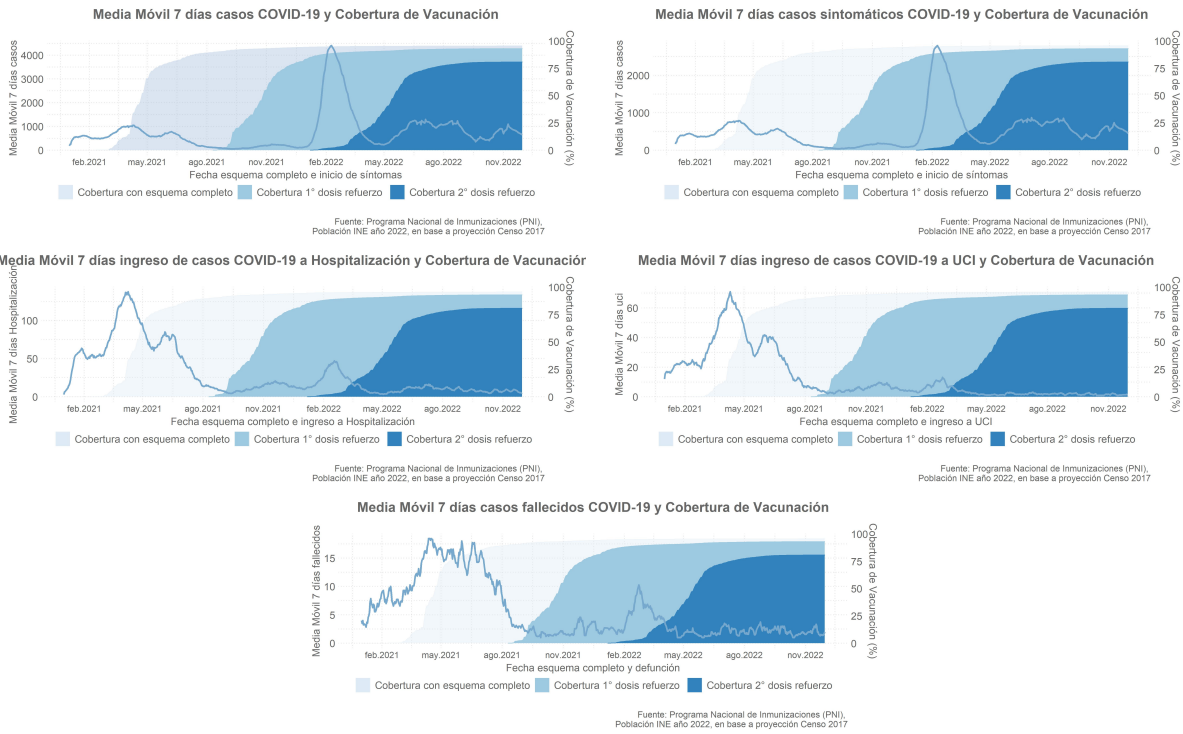 Media Móvil 7 días casos COVID-19 y Cobertura de Vacunación
Media Móvil 7 días casos
4000
3000
2000
1000
0
100
75
50
25
0
Cobertura de Vacunación (%)
feb.2021 may.2021 ago.2021 nov.2021 feb.2022 may.2022 ago.2022 nov.2022
Fecha esquema completo e inicio de síntomas
Cobertura con esquema completo Cobertura 1° dosis refuerzo Cobertura 2° dosis refuerzo
Fuente: Programa Nacional de Inmunizaciones (PNI),
Población INE año 2022, en base a proyección Censo 2017
Media Móvil 7 días casos sintomáticos COVID-19 y Cobertura de Vacunación
Media Móvil 7 días casos
2000
1000
0
100
75
50
25
0
Cobertura de Vacunación (%)
feb.2021 may.2021 ago.2021 nov.2021 feb.2022 may.2022 ago.2022 nov.2022
Fecha esquema completo e inicio de síntomas
Cobertura con esquema completo Cobertura 1° dosis refuerzo Cobertura 2° dosis refuerzo
Fuente: Programa Nacional de Inmunizaciones (PNI),
Población INE año 2022, en base a proyección Censo 2017
Media Móvil 7 días ingreso de casos COVID-19 a Hospitalización y Cobertura de Vacunación
Media Móvil 7 días Hospitalización
100
50
0
100
75
50
25
0
Cobertura de Vacunación (%)
feb.2021 may.2021 ago.2021 nov.2021 feb.2022 may.2022 ago.2022 nov.2022
Fecha esquema completo e ingreso a Hospitalización
Cobertura con esquema completo Cobertura 1° dosis refuerzo Cobertura 2° dosis refuerzo
Fuente: Programa Nacional de Inmunizaciones (PNI),
Población INE año 2022, en base a proyección Censo 2017
Media Móvil 7 días ingreso de casos COVID-19 a UCI y Cobertura de Vacunación
Media Móvil 7 días uci
60
40
20
0
100
75
50
25
0
Cobertura de Vacunación (%)
feb.2021 may.2021 ago.2021 nov.2021 feb.2022 may.2022 ago.2022 nov.2022
Fecha esquema completo e ingreso a UCI
Cobertura con esquema completo Cobertura 1° dosis refuerzo Cobertura 2° dosis refuerzo
Fuente: Programa Nacional de Inmunizaciones (PNI),
Población INE año 2022, en base a proyección Censo 2017
Media Móvil 7 días casos fallecidos COVID-19 y Cobertura de Vacunación
Media Móvil 7 días fallecidos
15
10
5
0
100
75
50
25
0
Cobertura de Vacunación (%)
feb.2021 may.2021 ago.2021 nov.2021 feb.2022 may.2022 ago.2022 nov.2022
Fecha esquema completo y defunción
Cobertura con esquema completo Cobertura 1° dosis refuerzo Cobertura 2° dosis refuerzo
Fuente: Programa Nacional de Inmunizaciones (PNI),
Población INE año 2022, en base a proyección Censo 2017